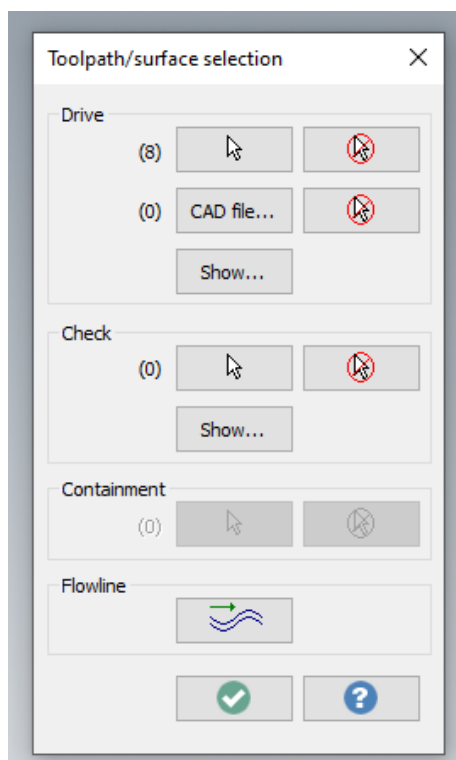 Toolpath/surface selection
Drive
(8)
(0) CAD file...
Show...
Check
(0)
Show...
Containment
(0)
Flowline